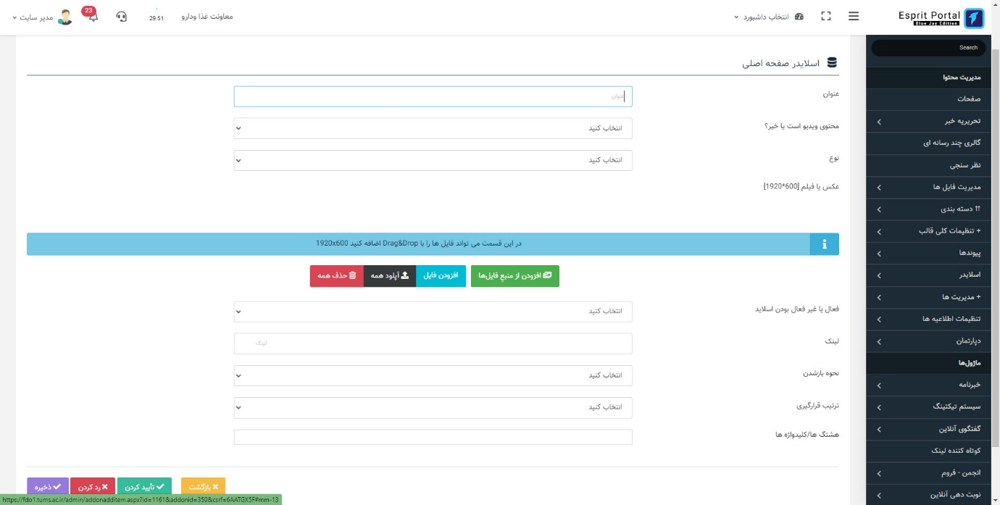 Esprit Portal
Blue Jay Edition
انتخاب داشبورد
معاونت غذا ودارو
29:51
23
مدیر سایت
Search
مدیریت محتوا
صفحات
تحریریه خبر
گالری چند رسانه ای
نظر سنجی
مدیریت فایل ها
دسته بندی
+ تنظیمات کلی قالب
پیوندها
اسلایدر
+ مدیریت ها
تنظیمات اطلاعیه ها
دپارتمان
ماژول‌ها
خبرنامه
سیستم تیکتینگ
گفتگوی آنلاین
کوتاه کننده لینک
انجمن - فروم
نوبت دهی آنلاین
اسلایدر صفحه اصلی
عنوان
عنوان
محتوی ویدیو است یا خیر؟
انتخاب کنید
نوع
انتخاب کنید
عکس یا فیلم [600*1920]
در این قسمت می تواند فایل ها را با Drag&Drop اضافه کنید 1920x600
افزودن از منبع فایل‌ها
افزودن فایل
آپلود همه
حذف همه
فعال یا غیر فعال بودن اسلاید
انتخاب کنید
لینک
لینک
نحوه بازشدن
انتخاب کنید
ترتیب قرارگیری
انتخاب کنید
هشتگ ها/کلیدواژه ها
بازگشت
تأیید کردن
رد کردن
ذخیره
https://fdo1.tums.ac.ir/admin/addonadditem.aspx?id=1161&addonid=350&csrf=6AATGX5F#mm-13